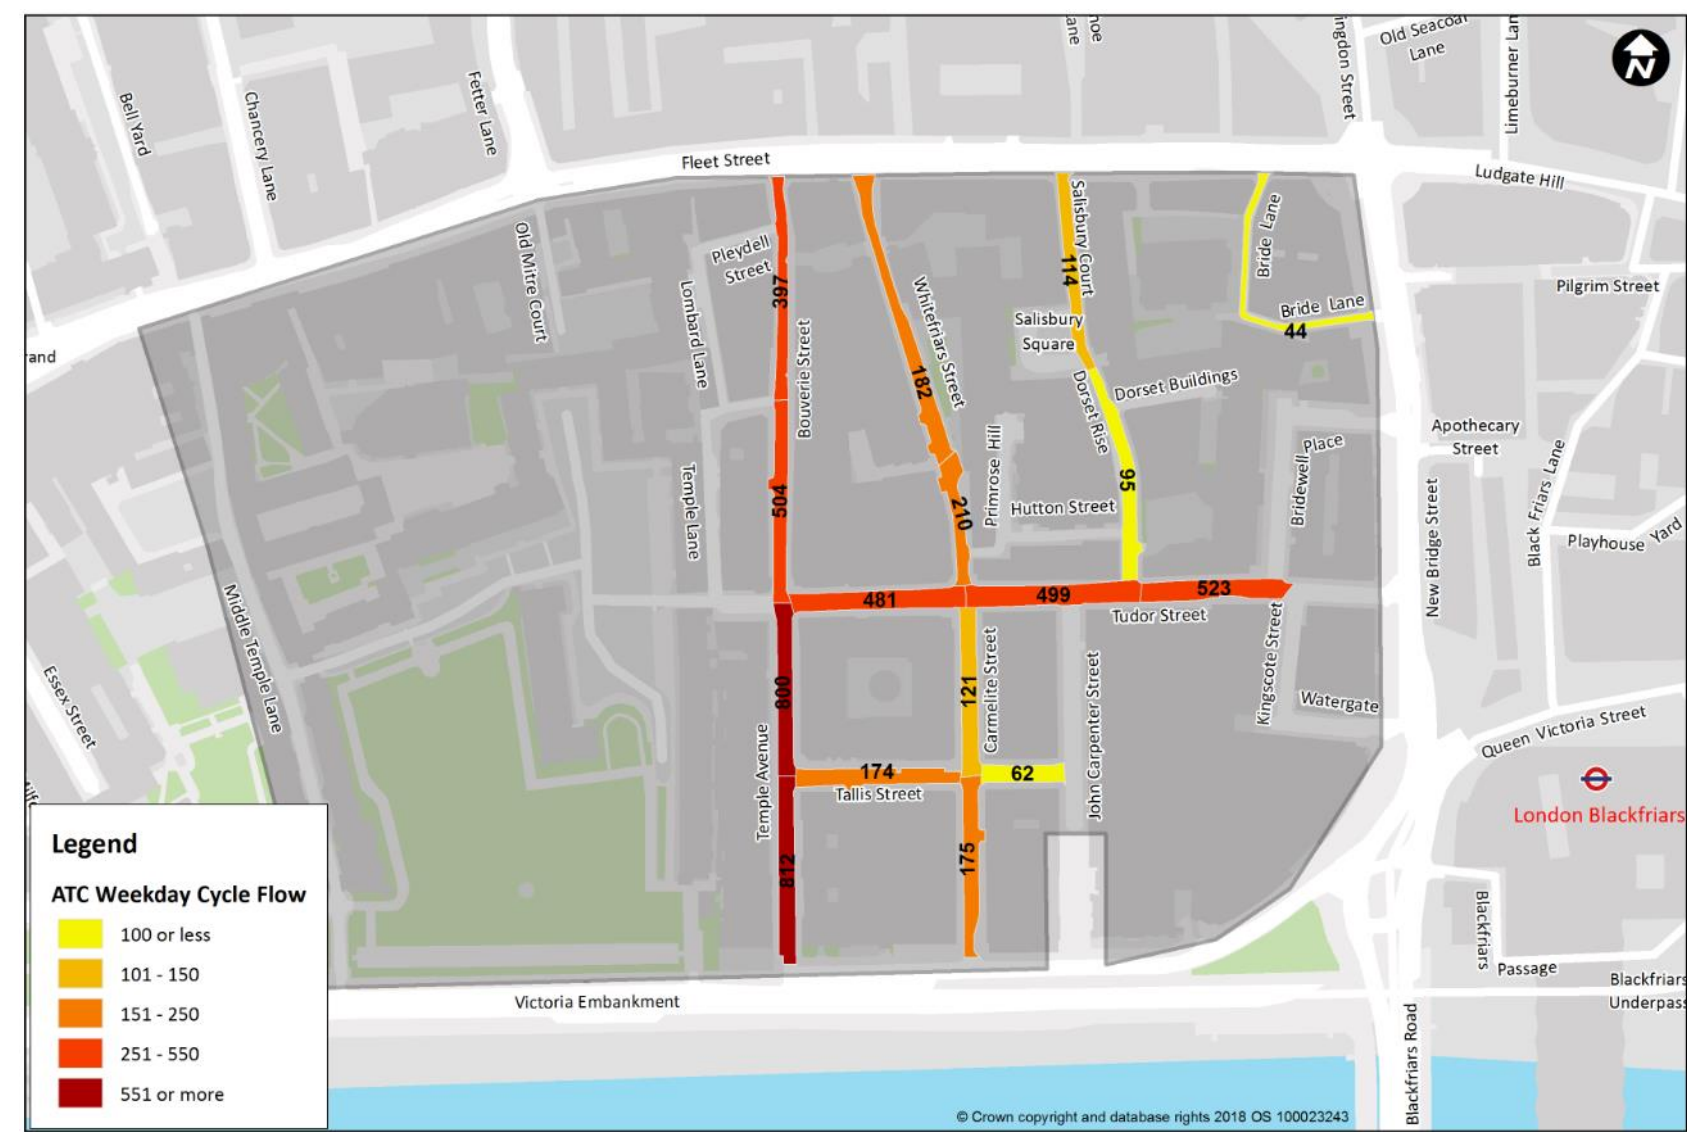 Bell Yard
Chancery Lane
Fetter Lane
Fleet Street
Lane
hoe
ingdon Street
Old Seacoal
Lane
Limeburner Lan
N
Ludgate Hill
Old Mitre Court
Pleydell
Street
Lombard Lane
397
Bouverie Street
Whitefriars Street
182
Salisbury Court
114
Salisbury
Square
Bride Lane
Bride Lane
44
Pilgrim Street
rand
Dorset Rise
Dorset Buildings
95
Primrose Hill
Hutton Street
210
504
Temple Lane
Bridewell
Place
Apothecary
Street
New Bridge Street
Black Friars Lane
Playhouse Yard
Middle Temple Lane
Essex Street
481
499
523
Tudor Street
Kingscote Street
Watergate
Queen Victoria Street
800
121
Carmelite Street
John Carpenter Street
Temple Avenue
174
Tallis Street
62
812
175
London Blackfriars
Blackfriars
Passage
Blackfriars
Underpass
Blackfriars Road
Victoria Embankment
Legend
ATC Weekday Cycle Flow
100 or less
101 - 150
151 - 250
251 - 550
551 or more
© Crown copyright and database rights 2018 OS 100023243